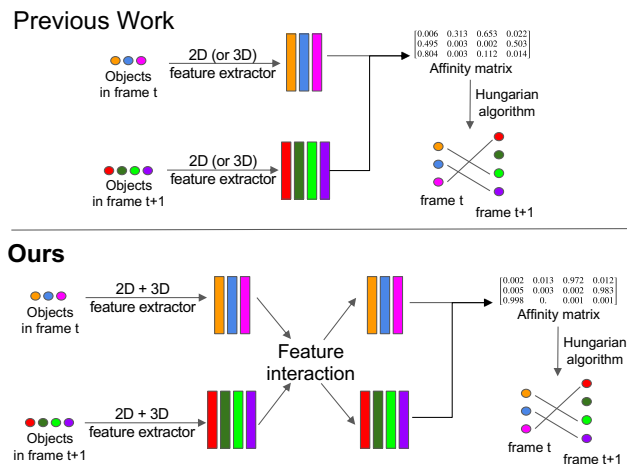 Previous Work
Objects
in frame t
2D (or 3D)
feature extractor
0.006 0.313 0.653 0.022
0.495 0.003 0.002 0.503
0.804 0.003 0.112 0.014
Affinity matrix
Hungarian
algorithm
Objects
in frame t+1
2D (or 3D)
feature extractor
frame t
frame t+1
Ours
Objects
in frame t
2D + 3D
feature extractor
Feature
interaction
0.002 0.013 0.972 0.012
0.005 0.003 0.002 0.983
0.998 0. 0.001 0.001
Affinity matrix
Hungarian
algorithm
Objects
in frame t+1
2D + 3D
feature extractor
frame t
frame t+1